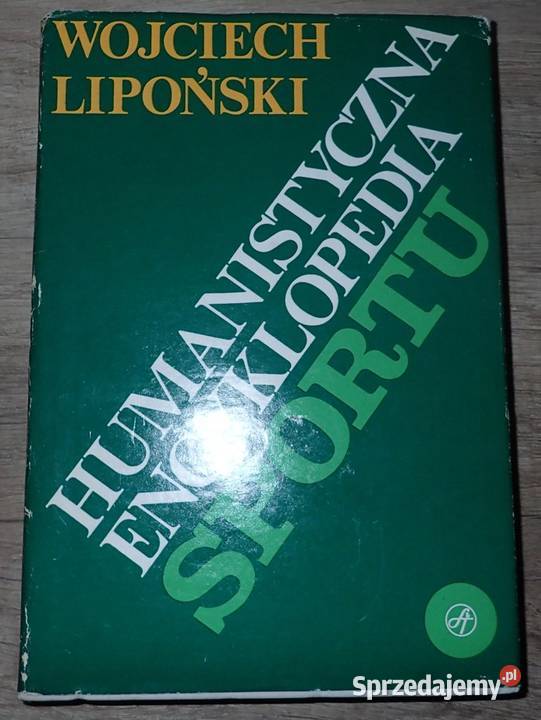 WOJCIECH
LIPOŃSKI
HUMANISTYCZNA
ENCYKLOPEDIA
SPORTU
Sprzedajemy.pl